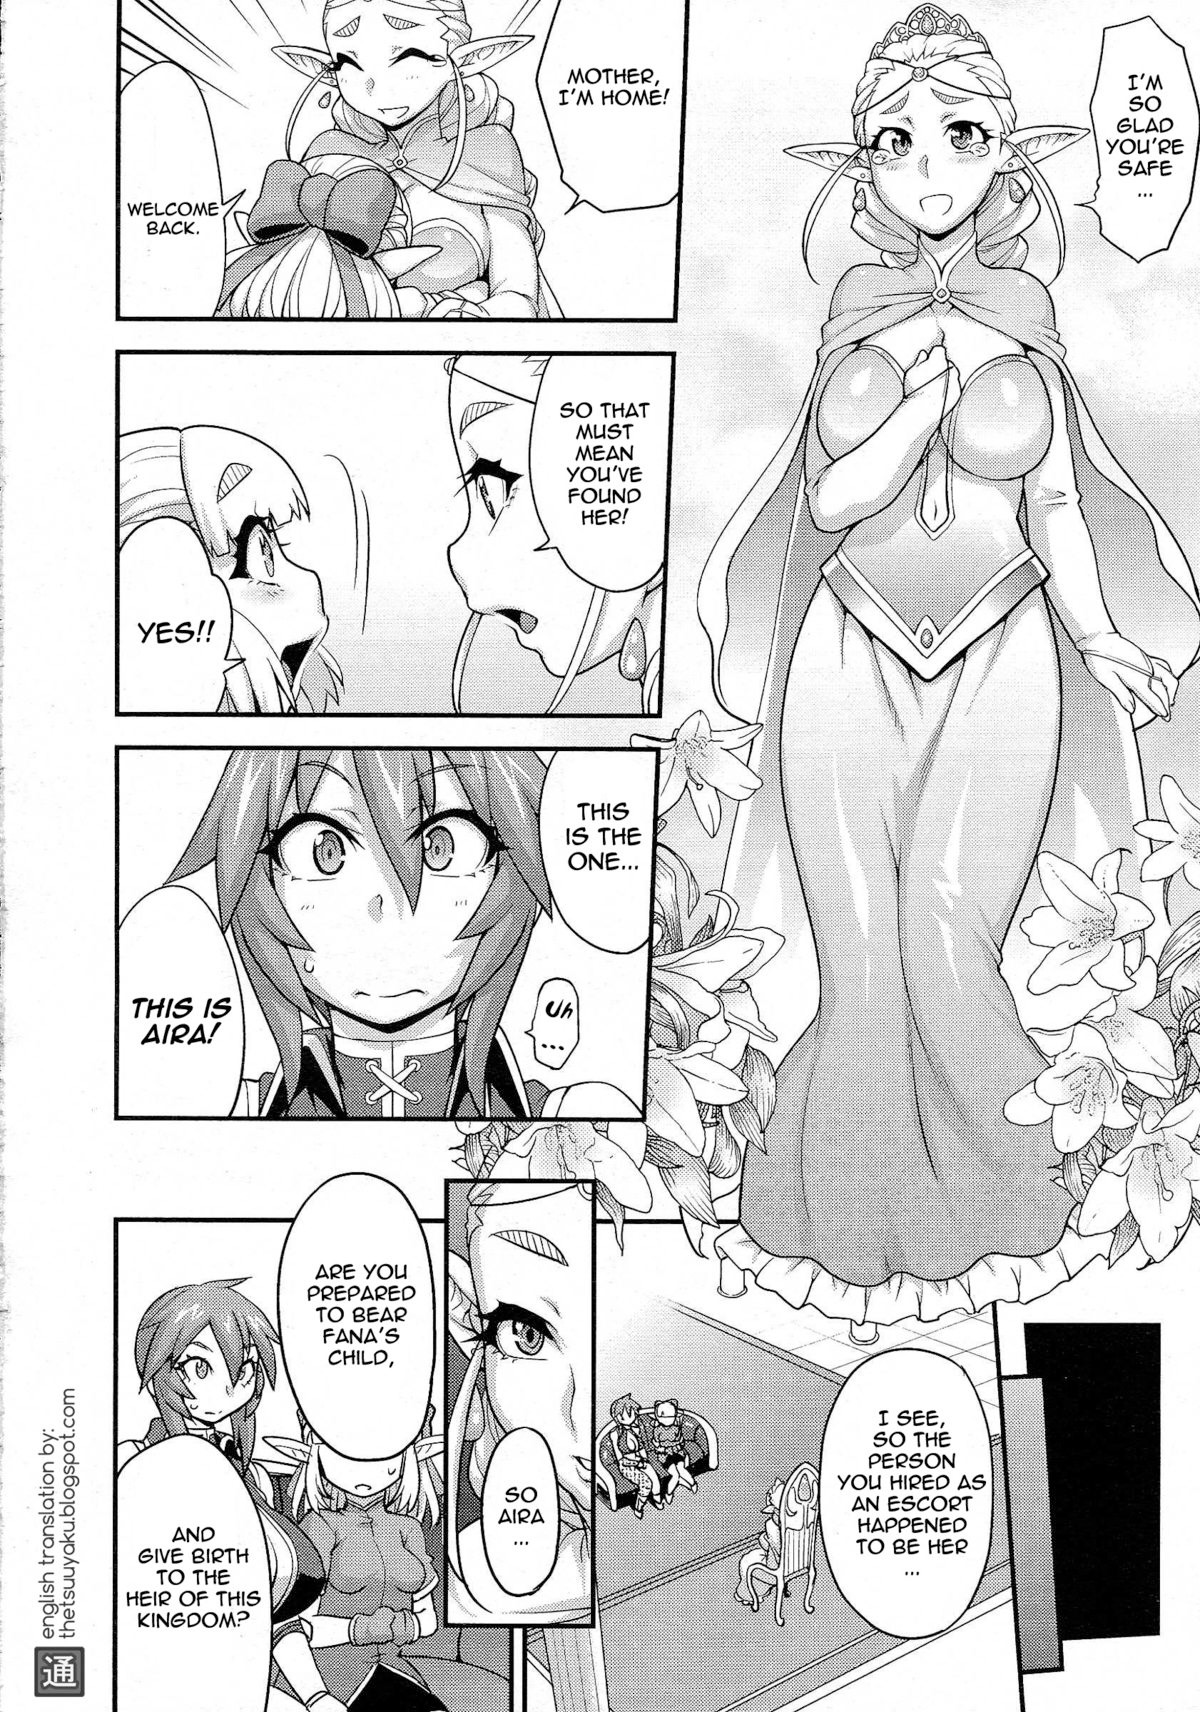 I'M
SO
GLAD
YOU'RE
SAFE
...
MOTHER,
I'M HOME!
WELCOME
BACK.
SO THAT
MUST
MEAN
YOU'VE
FOUND
HER!
YES!!
THIS
IS THE
ONE...
Uh
...
THIS IS
AIRA!
I SEE,
SO THE
PERSON
YOU HIRED AS
AN ESCORT
HAPPENED
TO BE HER
...
SO
AIRA
...
ARE YOU
PREPARED
TO BEAR
FANA'S
CHILD,
AND
GIVE BIRTH
TO THE
HEIR OF THIS
KINGDOM?
english translation by:
thetsuuyaku.blogspot.com
通